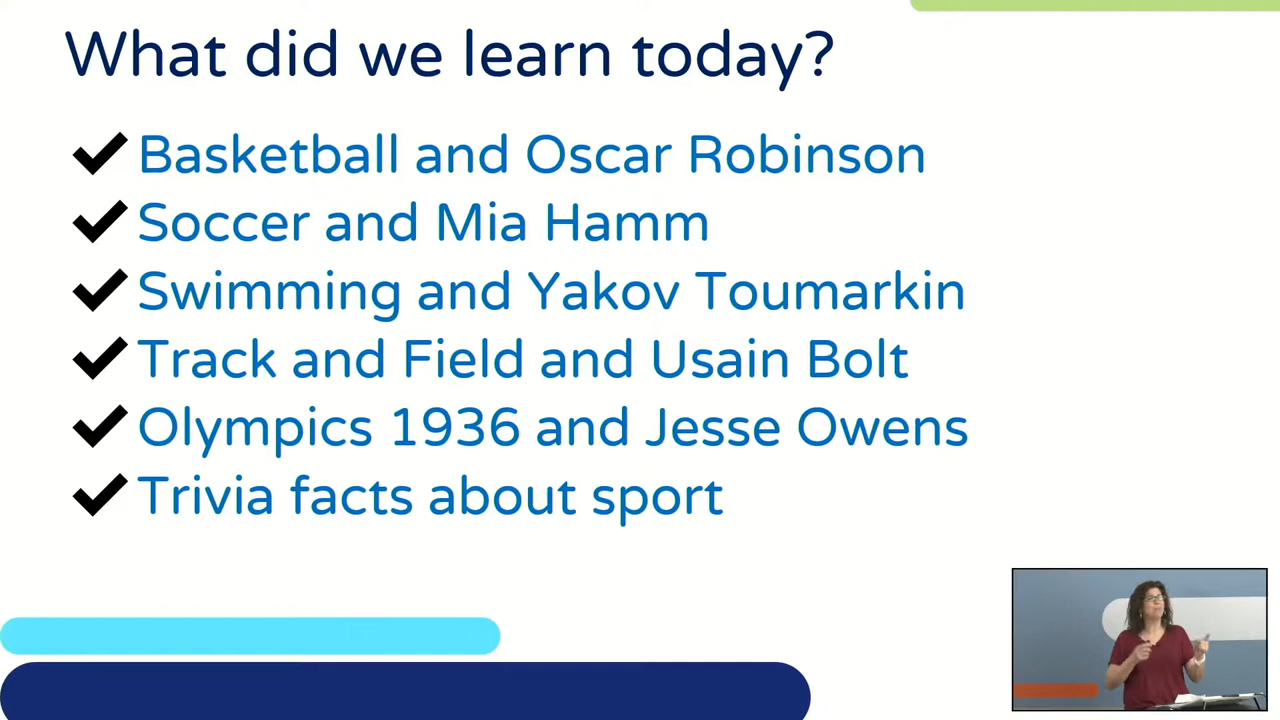 What did we learn today?
Basketball and Oscar Robinson
Soccer and Mia Hamm
Swimming and Yakov Toumarkin
Track and Field and Usain Bolt
Olympics 1936 and Jesse Owens
Trivia facts about sport